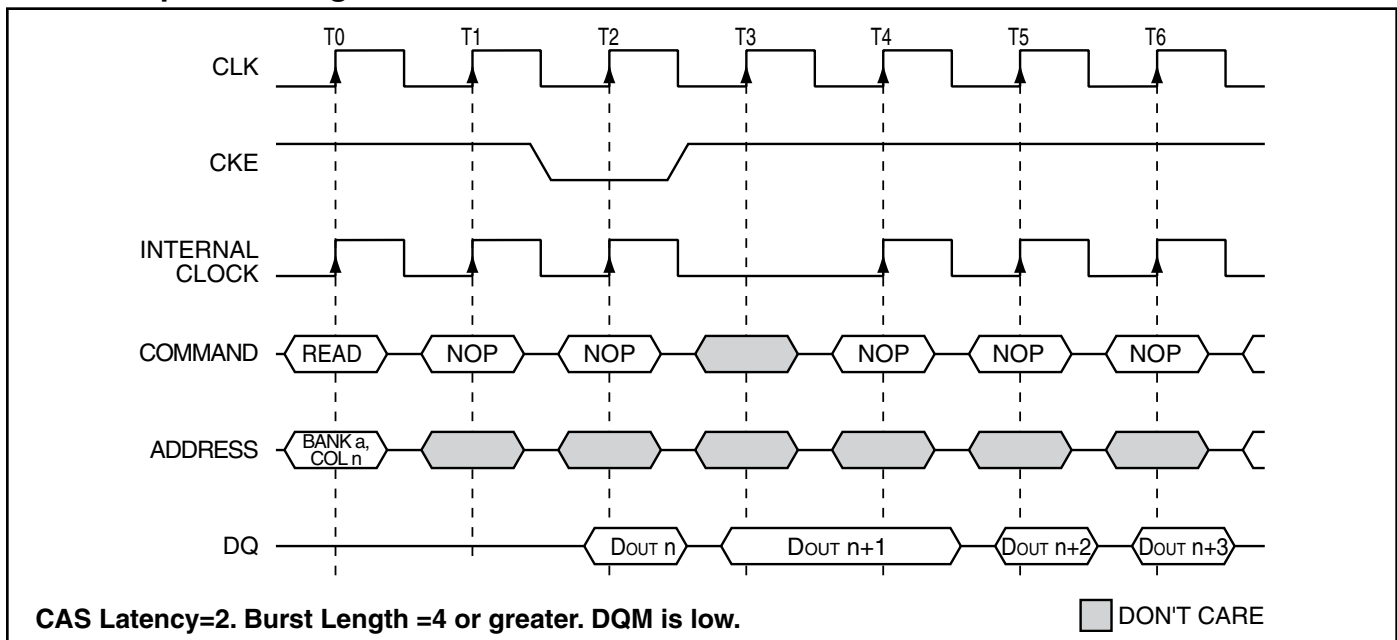 T0 T1 T2 T3 T4 T5 T6
CLK
CKE
INTERNAL
CLOCK
COMMAND READ NOP NOP NOP NOP NOP
ADDRESS BANK a,
COL n
DQ DOUT n DOUT n+1 DOUT n+2 DOUT n+3
CAS Latency=2. Burst Length =4 or greater. DQM is low. DON'T CARE